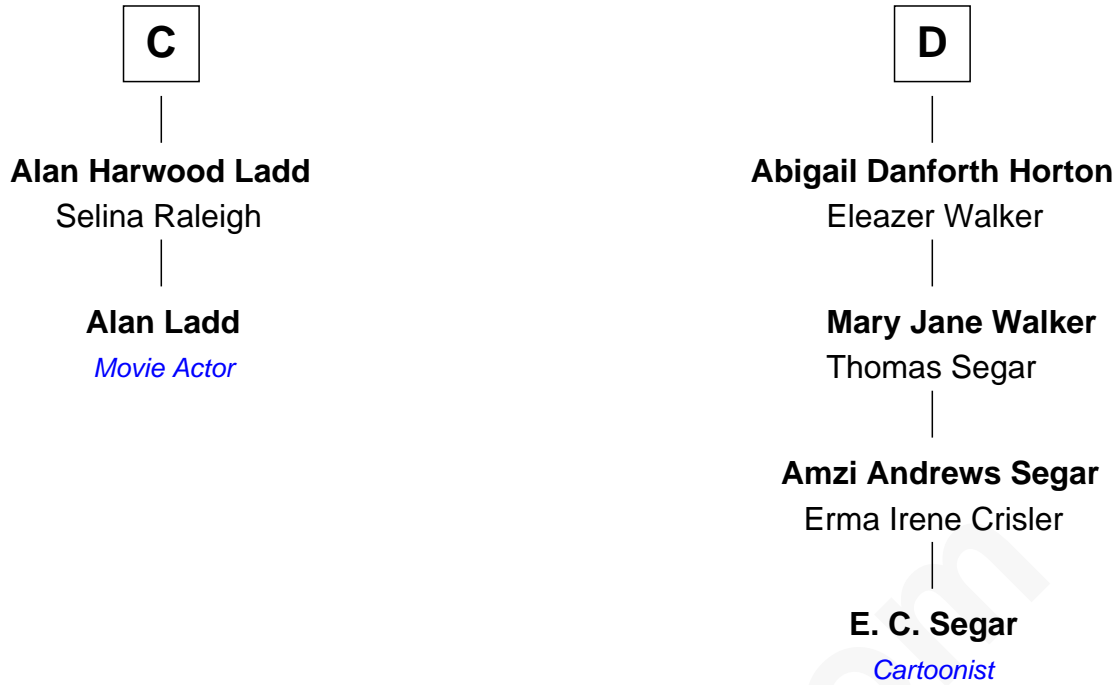 C
Alan Harwood Ladd
Selina Raleigh
Alan Ladd
Movie Actor
D
Abigail Danforth Horton
Eleazer Walker
Mary Jane Walker
Thomas Segar
Amzi Andrews Segar
Erma Irene Crisler
E. C. Segar
Cartoonist